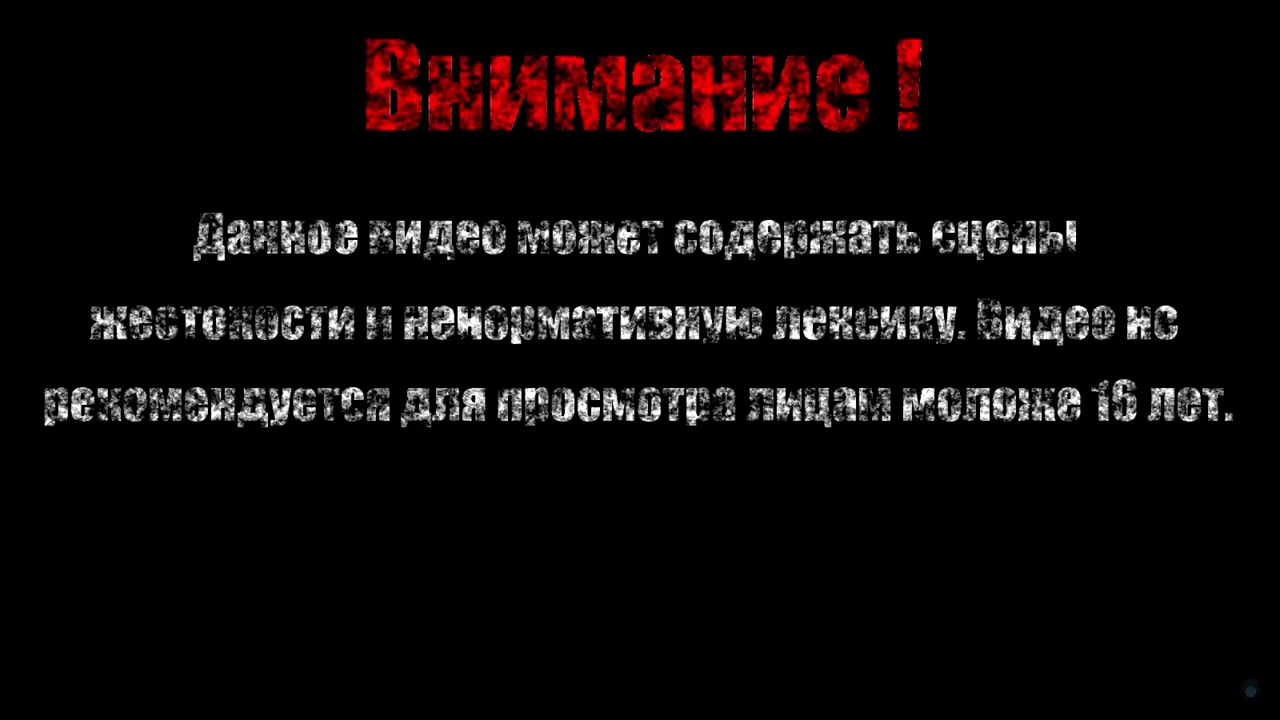 Внимание !
Данное видео может содержать сцены
жестокости и ненормативную лексику. Видео не
рекомендуется для просмотра лицам моложе 16 лет.